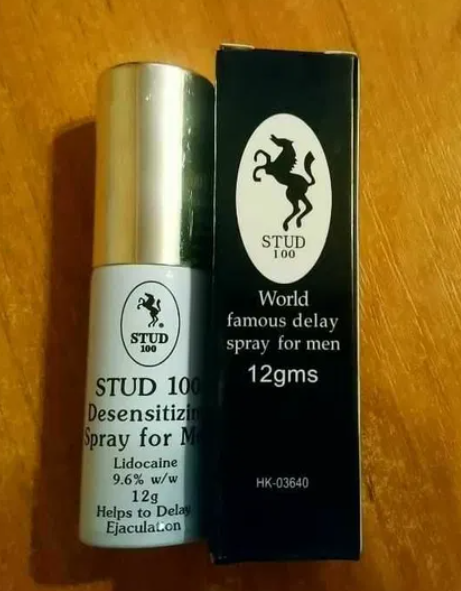 STUD
100
STUD 100
Desensitizin
Spray for M
Lidocaine
9.6% w/w
12g
Helps to Delay
Ejaculation
STUD
100
World
famous delay
spray for men
12gms
HK-03640